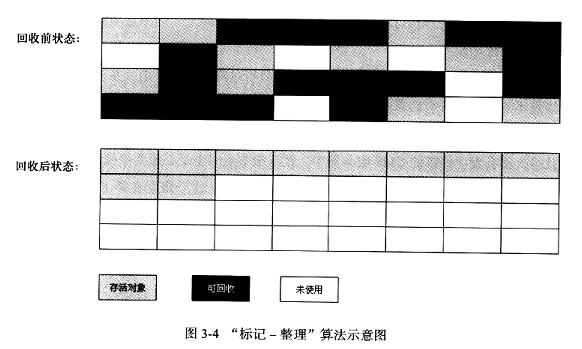 回收前状态：
回收后状态：
存活对象
可回收
未使用
图 3-4 “标记－整理”算法示意图